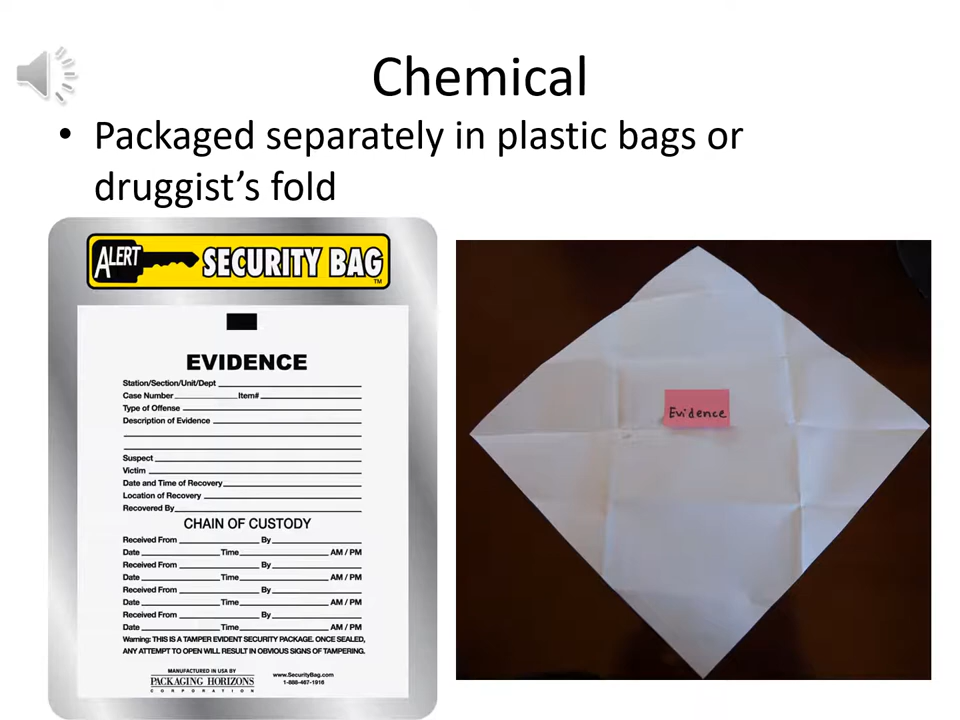 Chemical
• Packaged separately in plastic bags or
druggist’s fold
ALERT SECURITY BAG TM
EVIDENCE
Station/Section/Unit/Dept
Case Number Item#
Type of Offense
Description of Evidence
Suspect
Victim
Date and Time of Recovery
Location of Recovery
Recovered By
CHAIN OF CUSTODY
Received From By
Date Time AM / PM
Received From By
Date Time AM / PM
Received From By
Date Time AM / PM
Received From By
Date Time AM / PM
Warning: THIS IS A TAMPER EVIDENT SECURITY PACKAGE. ONCE SEALED,
ANY ATTEMPT TO OPEN WILL RESULT IN OBVIOUS SIGNS OF TAMPERING.
MANUFACTURED IN USA BY
PACKAGING HORIZONS
CORPORATION
www.SecurityBag.com
1-888-467-1916
Evidence